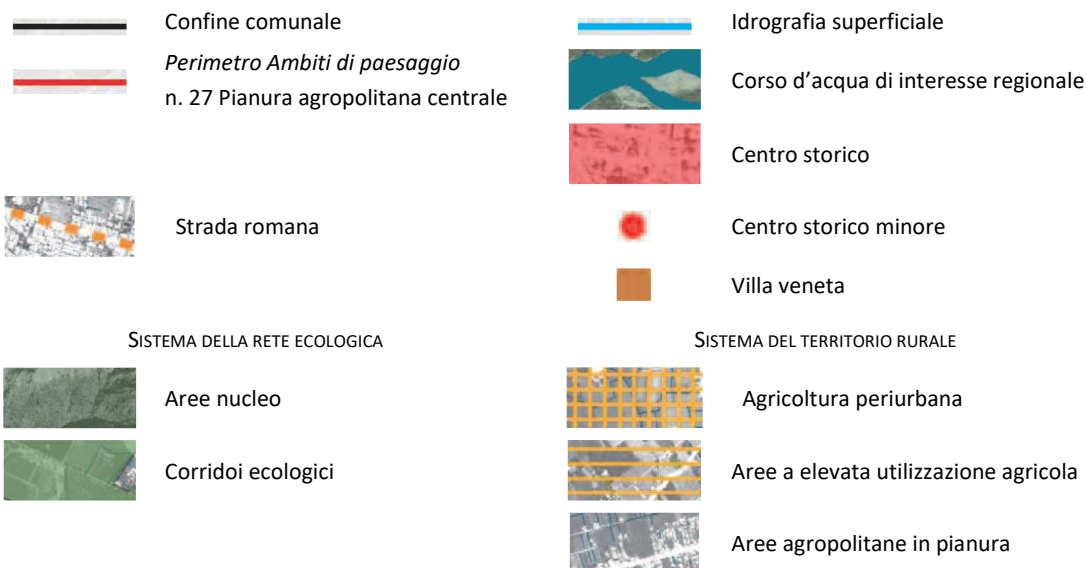 Confine comunale
Perimetro Ambiti di paesaggio
n. 27 Pianura agropolitana centrale
Strada romana
Idrografia superficiale
Corso d'acqua di interesse regionale
Centro storico
Centro storico minore
Villa veneta
SISTEMA DELLA RETE ECOLOGICA
Aree nucleo
Corridoi ecologici
SISTEMA DEL TERRITORIO RURALE
Agricoltura periurbana
Aree a elevata utilizzazione agricola
Aree agropolitane in pianura